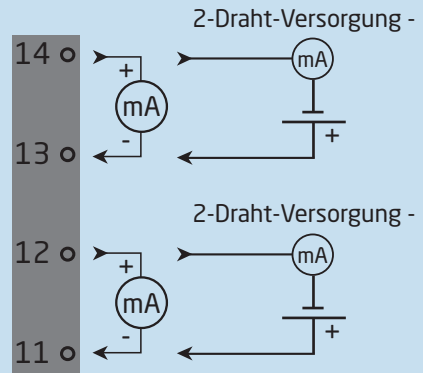 2-Draht-Versorgung -
14
+
mA
mA
-
+
13
2-Draht-Versorgung -
12
+
mA
mA
-
+
11